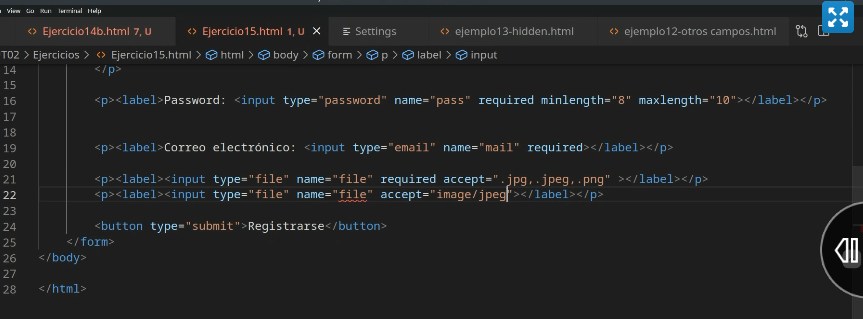 View Go Run Terminal Help
<> Ejercicio14b.html 7, U <> Ejercicio15.html 1, U × Settings <> ejemplo13-hidden.html <> ejemplo12-otros campos.html
T02 > Ejercicios > <> Ejercicio15.html > html > body > form > p > label > input
14 </p>
15
16 <p><label>Password: <input type="password" name="pass" required minlength="8" maxlength="10"></label></p>
17
18
19 <p><label>Correo electrónico: <input type="email" name="mail" required></label></p>
20
21 <p><label><input type="file" name="file" required accept=".jpg,.jpeg,.png" ></label></p>
22 <p><label><input type="file" name="file" accept="image/jpeg"></label></p>
23
24 <button type="submit">Registrarse</button>
25 </form>
26 </body>
27
28 </html>